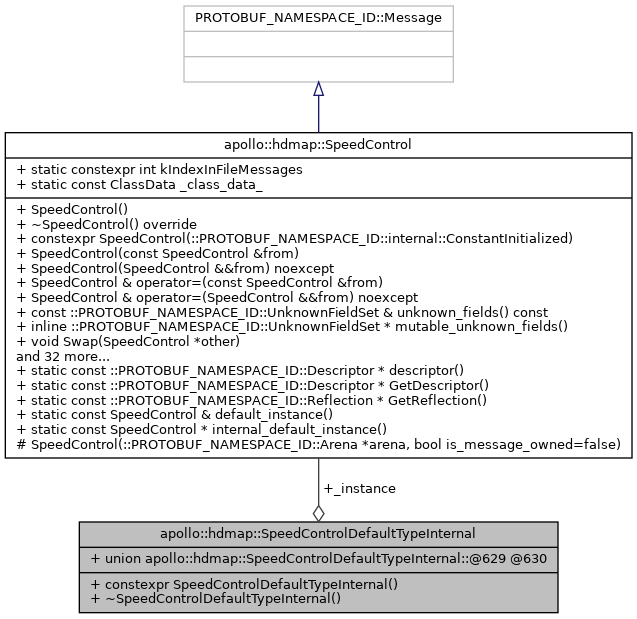 PROTOBUF_NAMESPACE_ID::Message
apollo::hdmap::SpeedControl
+ static constexpr int kIndexInFileMessages
+ static const ClassData _class_data_
+ SpeedControl()
+ ~SpeedControl() override
+ constexpr SpeedControl(::PROTOBUF_NAMESPACE_ID::internal::ConstantInitialized)
+ SpeedControl(const SpeedControl &from)
+ SpeedControl(SpeedControl &&from) noexcept
+ SpeedControl & operator=(const SpeedControl &from)
+ SpeedControl & operator=(SpeedControl &&from) noexcept
+ const ::PROTOBUF_NAMESPACE_ID::UnknownFieldSet & unknown_fields() const
+ inline ::PROTOBUF_NAMESPACE_ID::UnknownFieldSet * mutable_unknown_fields()
+ void Swap(SpeedControl *other)
and 32 more...
+ static const ::PROTOBUF_NAMESPACE_ID::Descriptor * descriptor()
+ static const ::PROTOBUF_NAMESPACE_ID::Descriptor * GetDescriptor()
+ static const ::PROTOBUF_NAMESPACE_ID::Reflection * GetReflection()
+ static const SpeedControl & default_instance()
+ static const SpeedControl * internal_default_instance()
# SpeedControl(::PROTOBUF_NAMESPACE_ID::Arena *arena, bool is_message_owned=false)
+_instance
apollo::hdmap::SpeedControlDefaultTypeInternal
+ union apollo::hdmap::SpeedControlDefaultTypeInternal::@629 @630
+ constexpr SpeedControlDefaultTypeInternal()
+ ~SpeedControlDefaultTypeInternal()